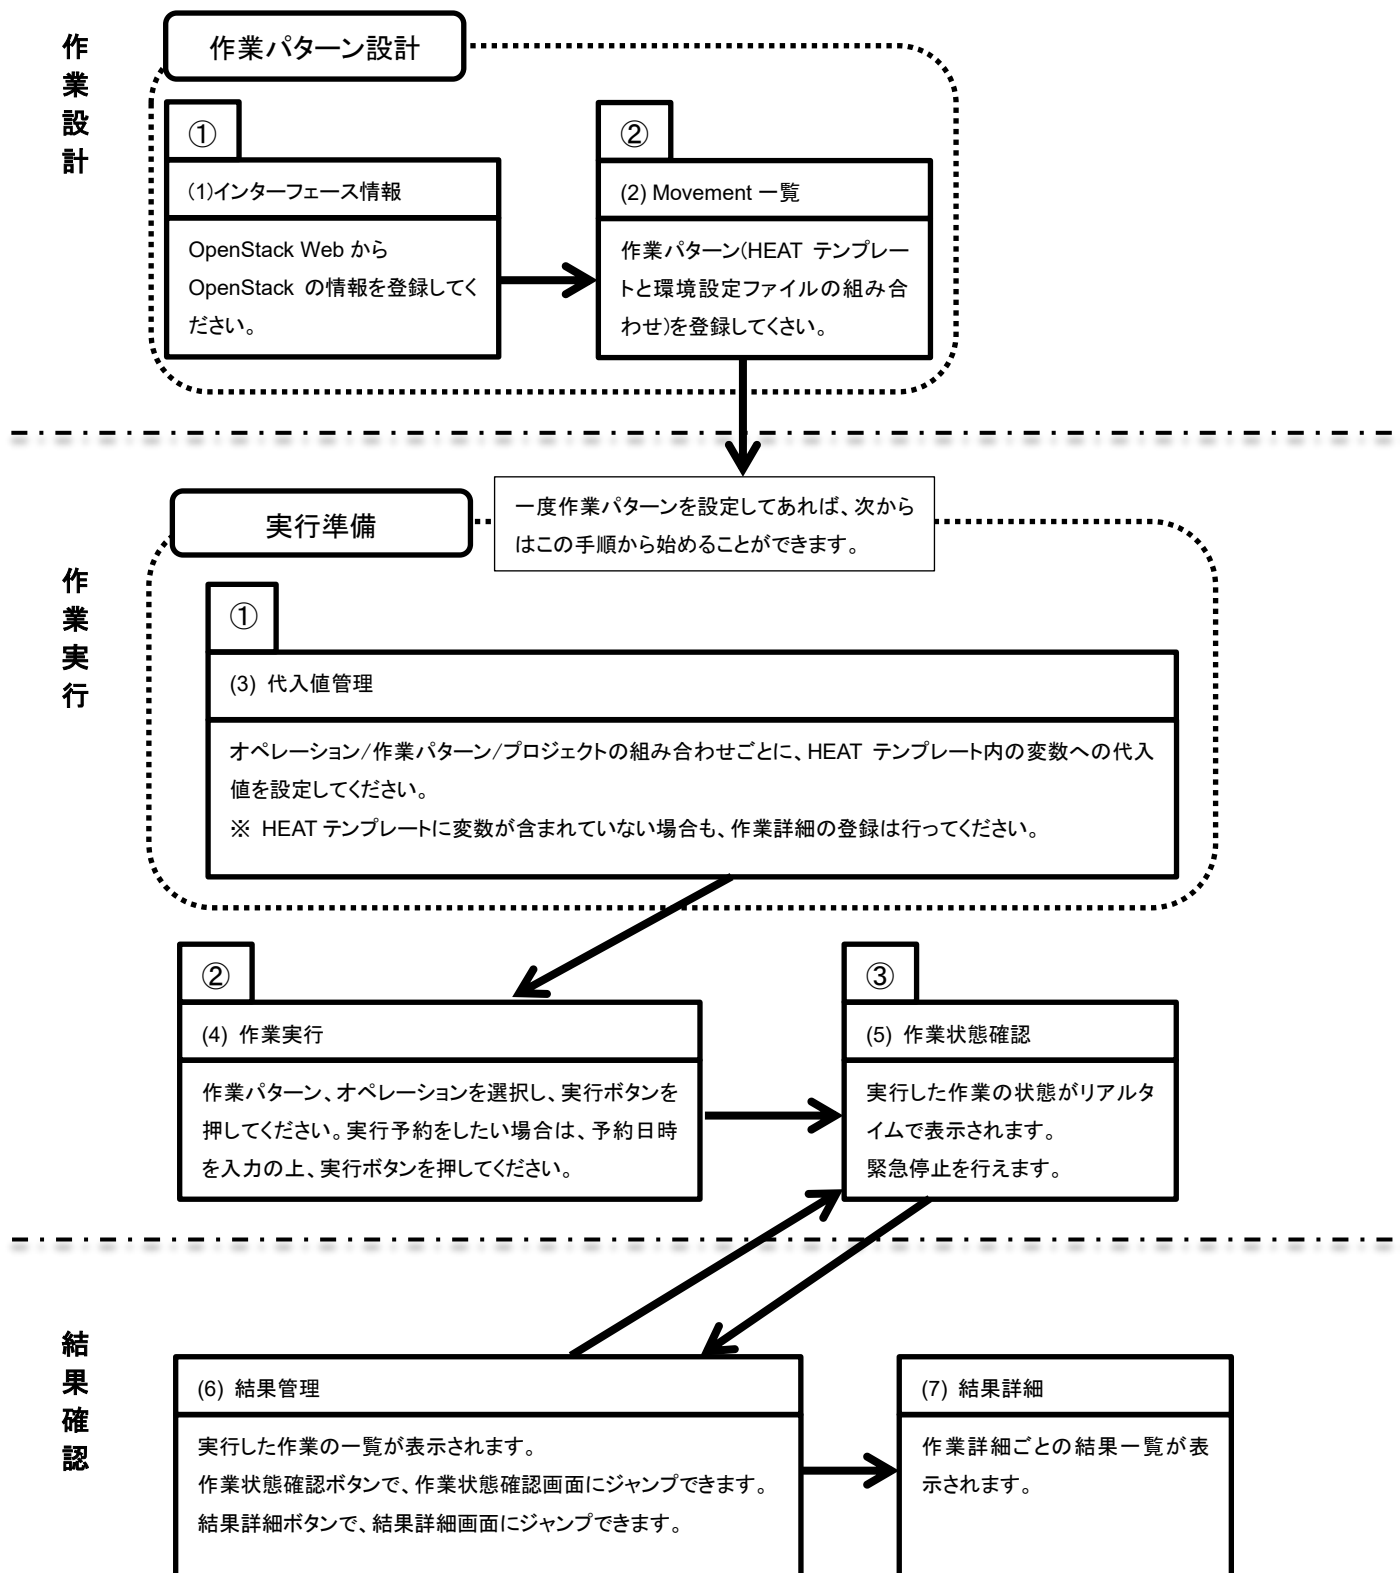 作業設計
作業パターン設計
①
(1)インターフェース情報
OpenStack Web から
OpenStack の情報を登録してく
ださい。
②
(2) Movement 一覧
作業パターン(HEAT テンプレー
トと環境設定ファイルの組み合
わせ)を登録してくさい。
作業実行
実行準備
一度作業パターンを設定してあれば、次から
はこの手順から始めることができます。
①
(3) 代入値管理
オペレーション/作業パターン/プロジェクトの組み合わせごとに、HEAT テンプレート内の変数への代入
値を設定してください。
※ HEAT テンプレートに変数が含まれていない場合も、作業詳細の登録は行ってください。
②
(4) 作業実行
作業パターン、オペレーションを選択し、実行ボタンを
押してください。実行予約をしたい場合は、予約日時
を入力の上、実行ボタンを押してください。
③
(5) 作業状態確認
実行した作業の状態がリアルタ
イムで表示されます。
緊急停止を行えます。
結果確認
(6) 結果管理
実行した作業の一覧が表示されます。
作業状態確認ボタンで、作業状態確認画面にジャンプできます。
結果詳細ボタンで、結果詳細画面にジャンプできます。
(7) 結果詳細
作業詳細ごとの結果一覧が表
示されます。